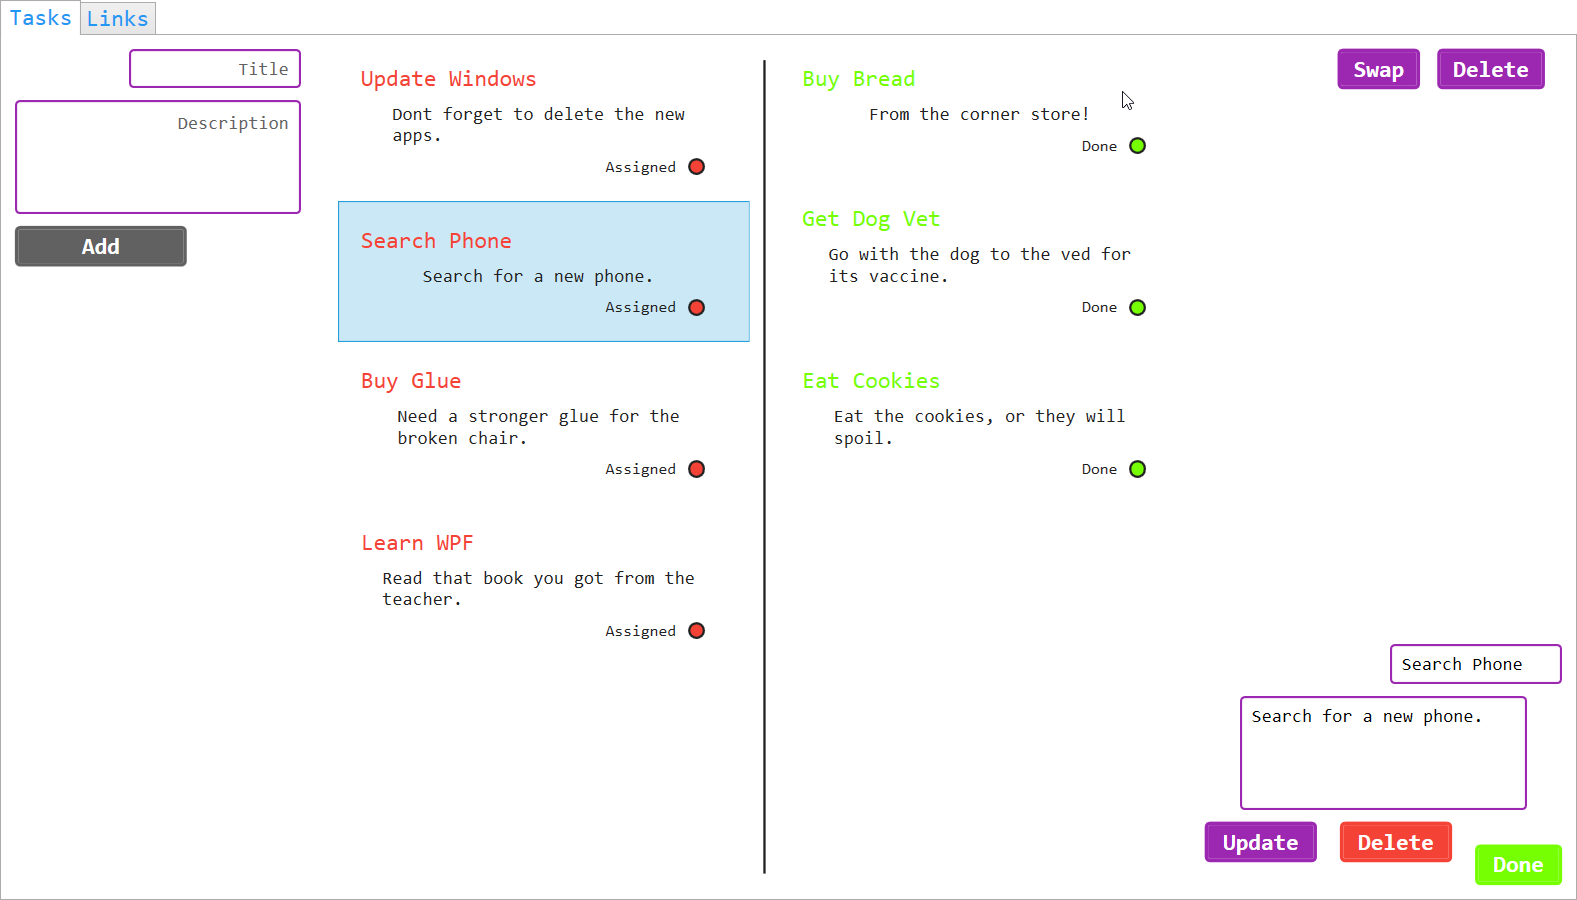 Tasks
Links
Title
Description
Add
Update Windows
Dont forget to delete the new
apps.
Assigned
Search Phone
Search for a new phone.
Assigned
Buy Glue
Need a stronger glue for the
broken chair.
Assigned
Learn WPF
Read that book you got from the
teacher.
Assigned
Buy Bread
From the corner store!
Done
Get Dog Vet
Go with the dog to the ved for
its vaccine.
Done
Eat Cookies
Eat the cookies, or they will
spoil.
Done
Swap
Delete
Search Phone
Search for a new phone.
Update
Delete
Done